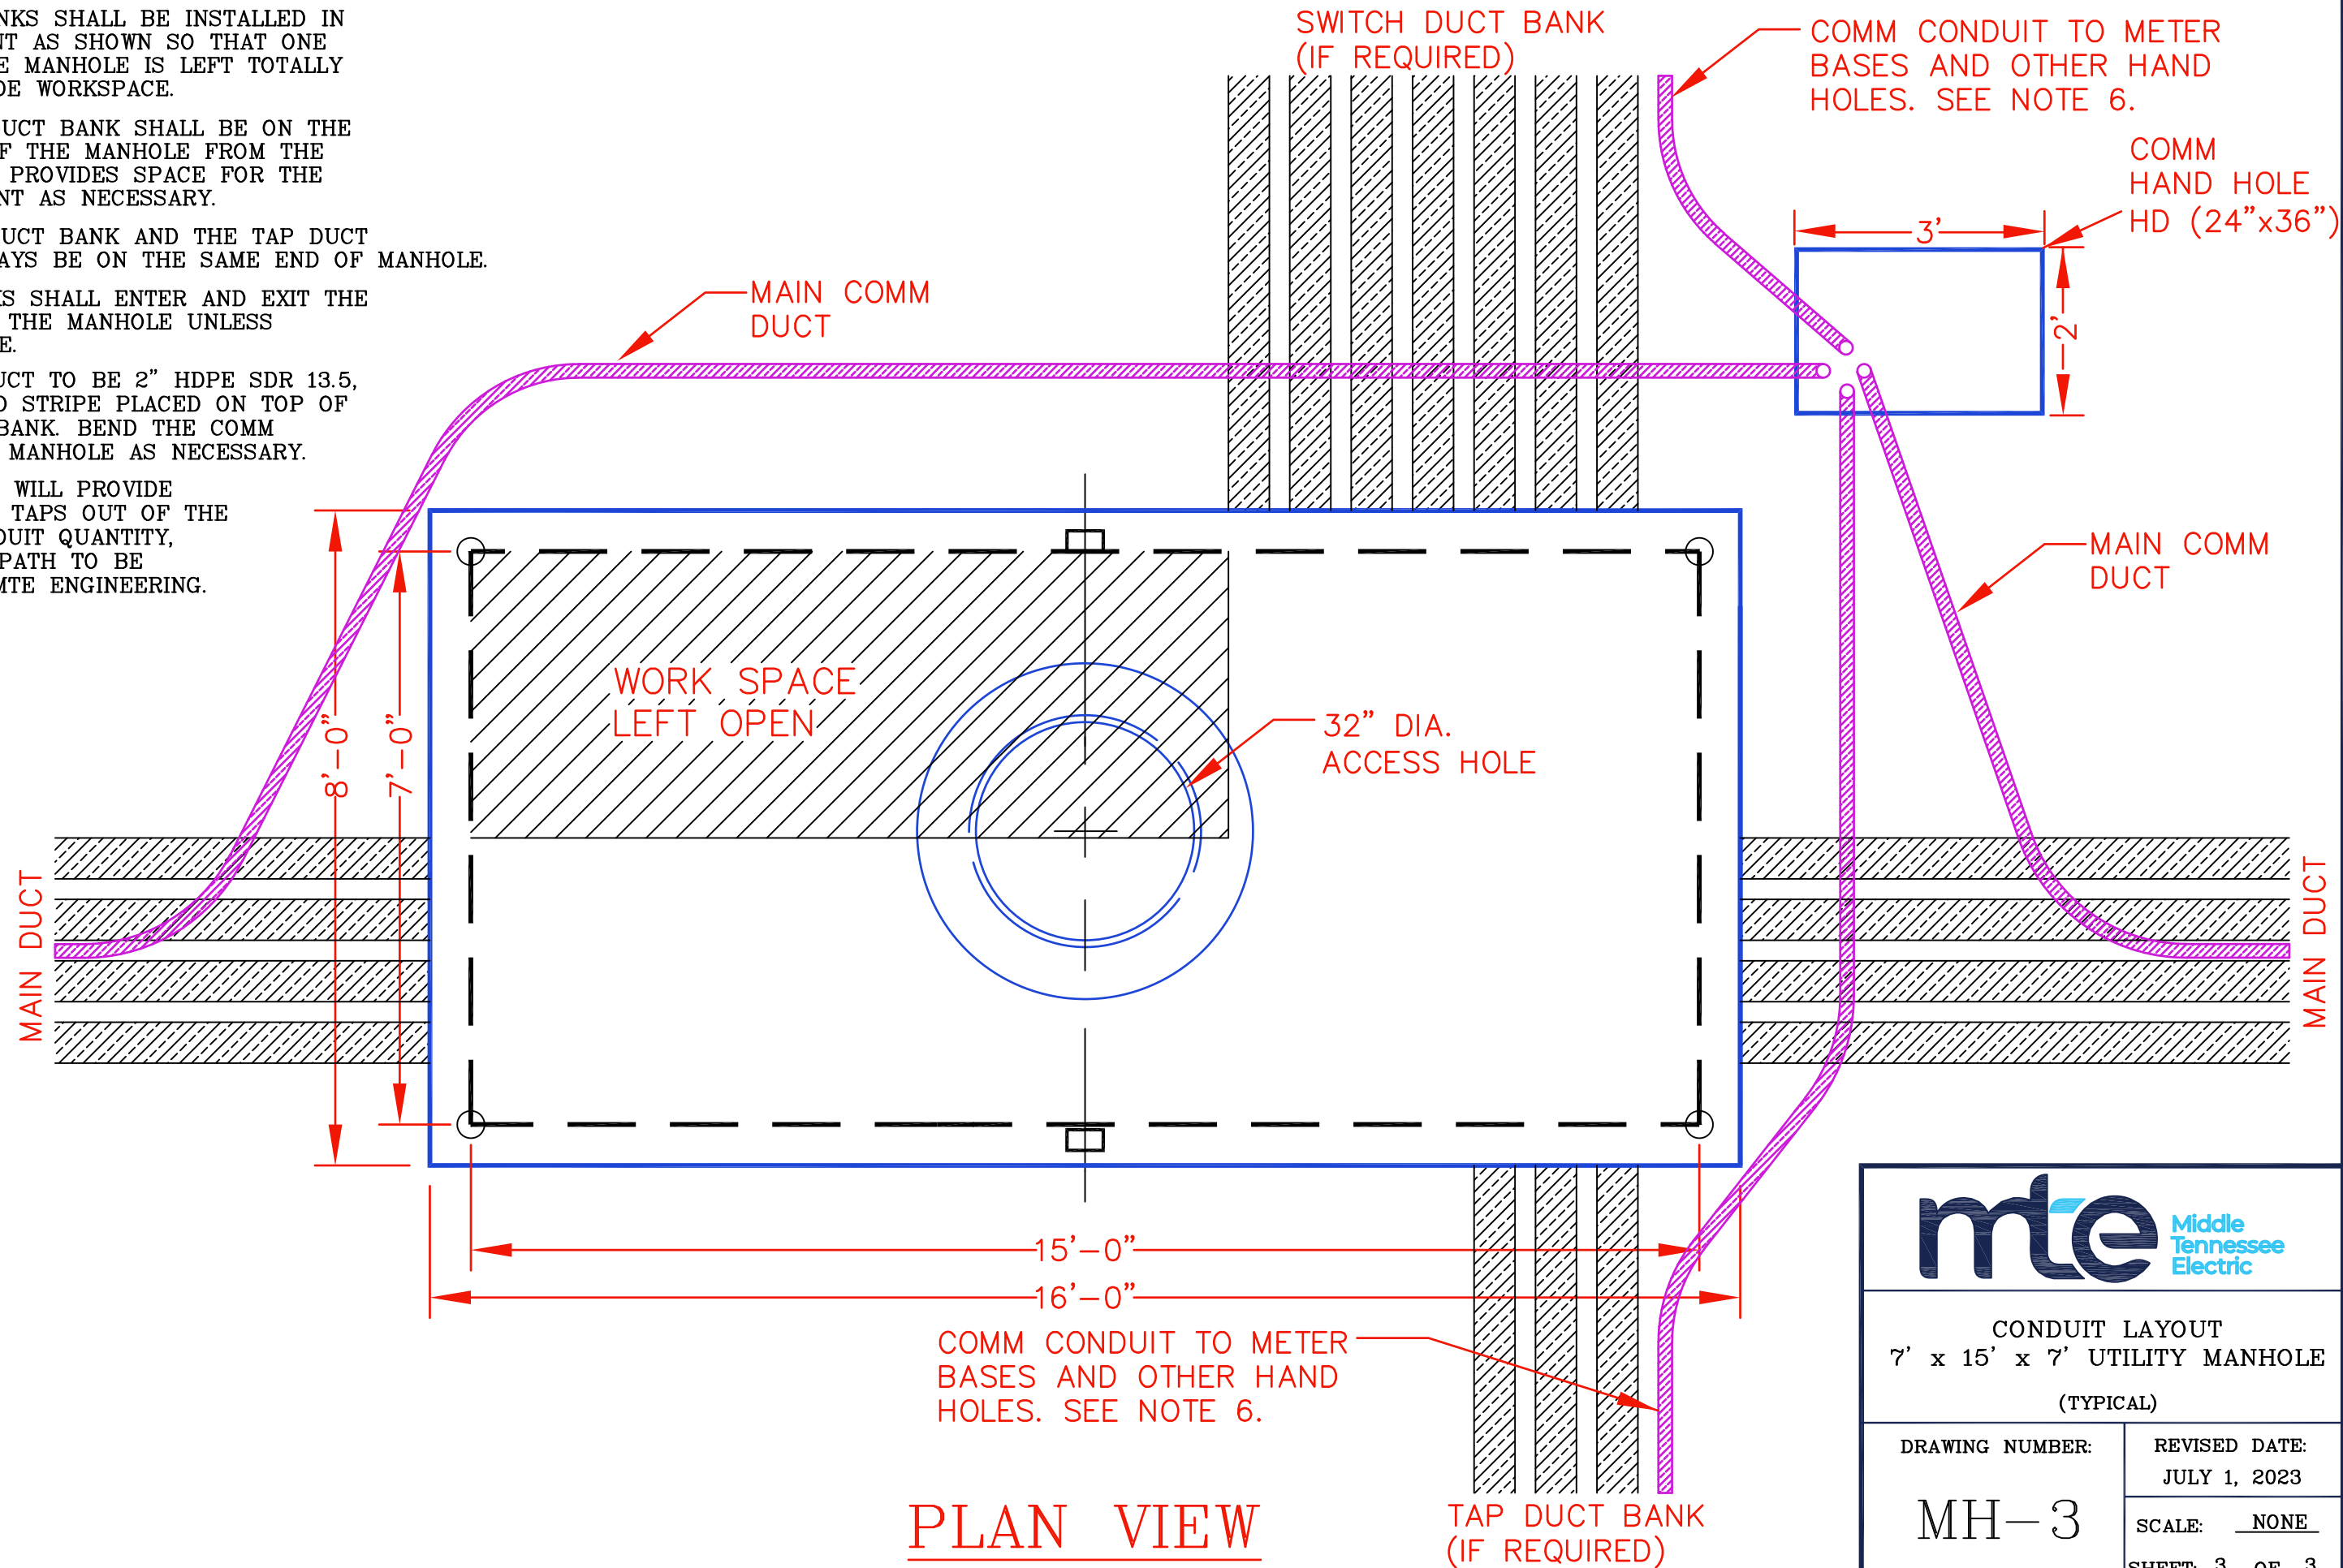 NKS SHALL BE INSTALLED IN
NT AS SHOWN SO THAT ONE
E MANHOLE IS LEFT TOTALLY
DE WORKSPACE.
UCT BANK SHALL BE ON THE
F THE MANHOLE FROM THE
PROVIDES SPACE FOR THE
NT AS NECESSARY.
UCT BANK AND THE TAP DUCT
AYS BE ON THE SAME END OF MANHOLE.
KS SHALL ENTER AND EXIT THE
THE MANHOLE UNLESS
E.
UCT TO BE 2" HDPE SDR 13.5,
D STRIPE PLACED ON TOP OF
BANK. BEND THE COMM
MANHOLE AS NECESSARY.
WILL PROVIDE
TAPS OUT OF THE
DUIT QUANTITY,
PATH TO BE
MTE ENGINEERING.
SWITCH DUCT BANK
(IF REQUIRED)
COMM CONDUIT TO METER
BASES AND OTHER HAND
HOLES. SEE NOTE 6.
COMM
HAND HOLE
HD (24"x36")
3'
2'
MAIN COMM
DUCT
MAIN COMM
DUCT
WORK SPACE
LEFT OPEN
32" DIA.
ACCESS HOLE
8'-0"
7'-0"
MAIN DUCT
MAIN DUCT
15'-0"
16'-0"
COMM CONDUIT TO METER
BASES AND OTHER HAND
HOLES. SEE NOTE 6.
TAP DUCT BANK
(IF REQUIRED)
PLAN VIEW
mte
Middle
Tennessee
Electric
CONDUIT LAYOUT
7' x 15' x 7' UTILITY MANHOLE
(TYPICAL)
DRAWING NUMBER:
MH-3
REVISED DATE:
JULY 1, 2023
SCALE: NONE
SHEET: 3 OF 3